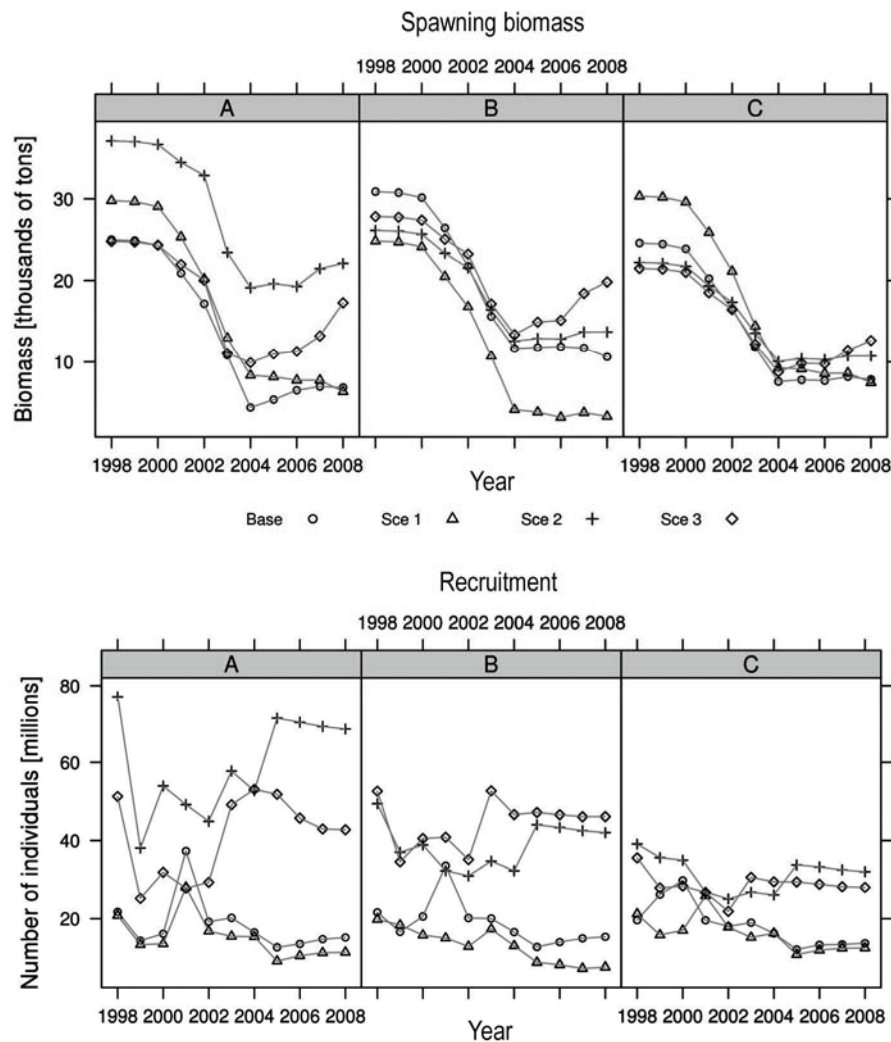 Spawning biomass
1998 2000 2002 2004 2006 2008
A B C
Biomass [thousands of tons]
30
20
10
1998 2000 2002 2004 2006 2008 1998 2000 2002 2004 2006 2008
Year
Base Sce 1 Sce 2 Sce 3
Recruitment
1998 2000 2002 2004 2006 2008
A B C
Number of individuals [millions]
80
60
40
20
1998 2000 2002 2004 2006 2008 1998 2000 2002 2004 2006 2008
Year